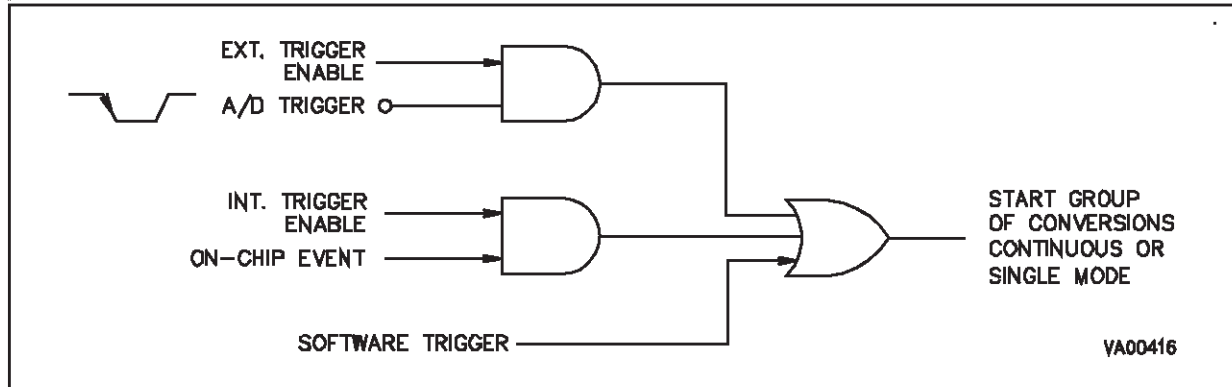 EXT. TRIGGER
ENABLE
A/D TRIGGER
INT. TRIGGER
ENABLE
ON-CHIP EVENT
SOFTWARE TRIGGER
START GROUP
OF CONVERSIONS
CONTINUOUS OR
SINGLE MODE
VA00416